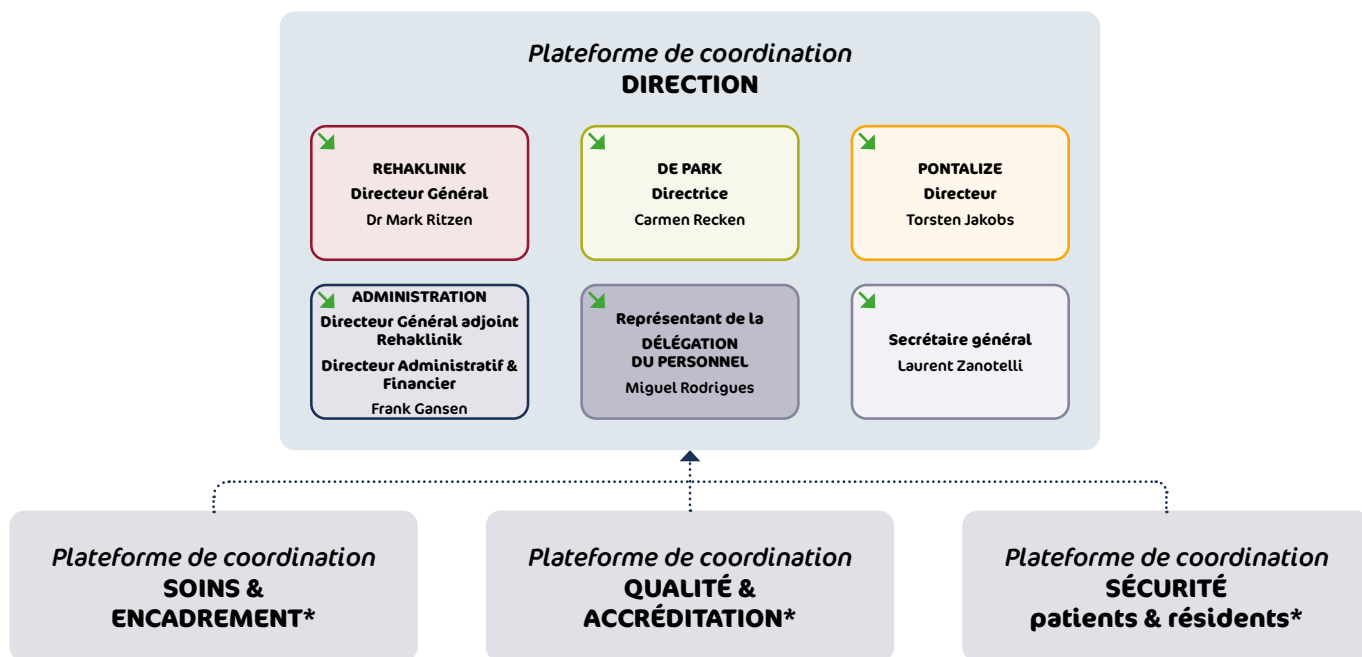 Plateforme de coordination
DIRECTION
REHAKLINIK
Directeur Général
Dr Mark Ritzen
DE PARK
Directrice
Carmen Recken
PONTALIZE
Directeur
Torsten Jakobs
ADMINISTRATION
Directeur Général adjoint
Rehaklinik
Directeur Administratif &
Financier
Frank Gansen
Représentant de la
DÉLÉGATION
DU PERSONNEL
Miguel Rodrigues
Secrétaire général
Laurent Zanotelli
Plateforme de coordination
SOINS &
ENCADREMENT*
Plateforme de coordination
QUALITÉ &
ACCRÉDITATION*
Plateforme de coordination
SÉCURITÉ
patients & résidents*